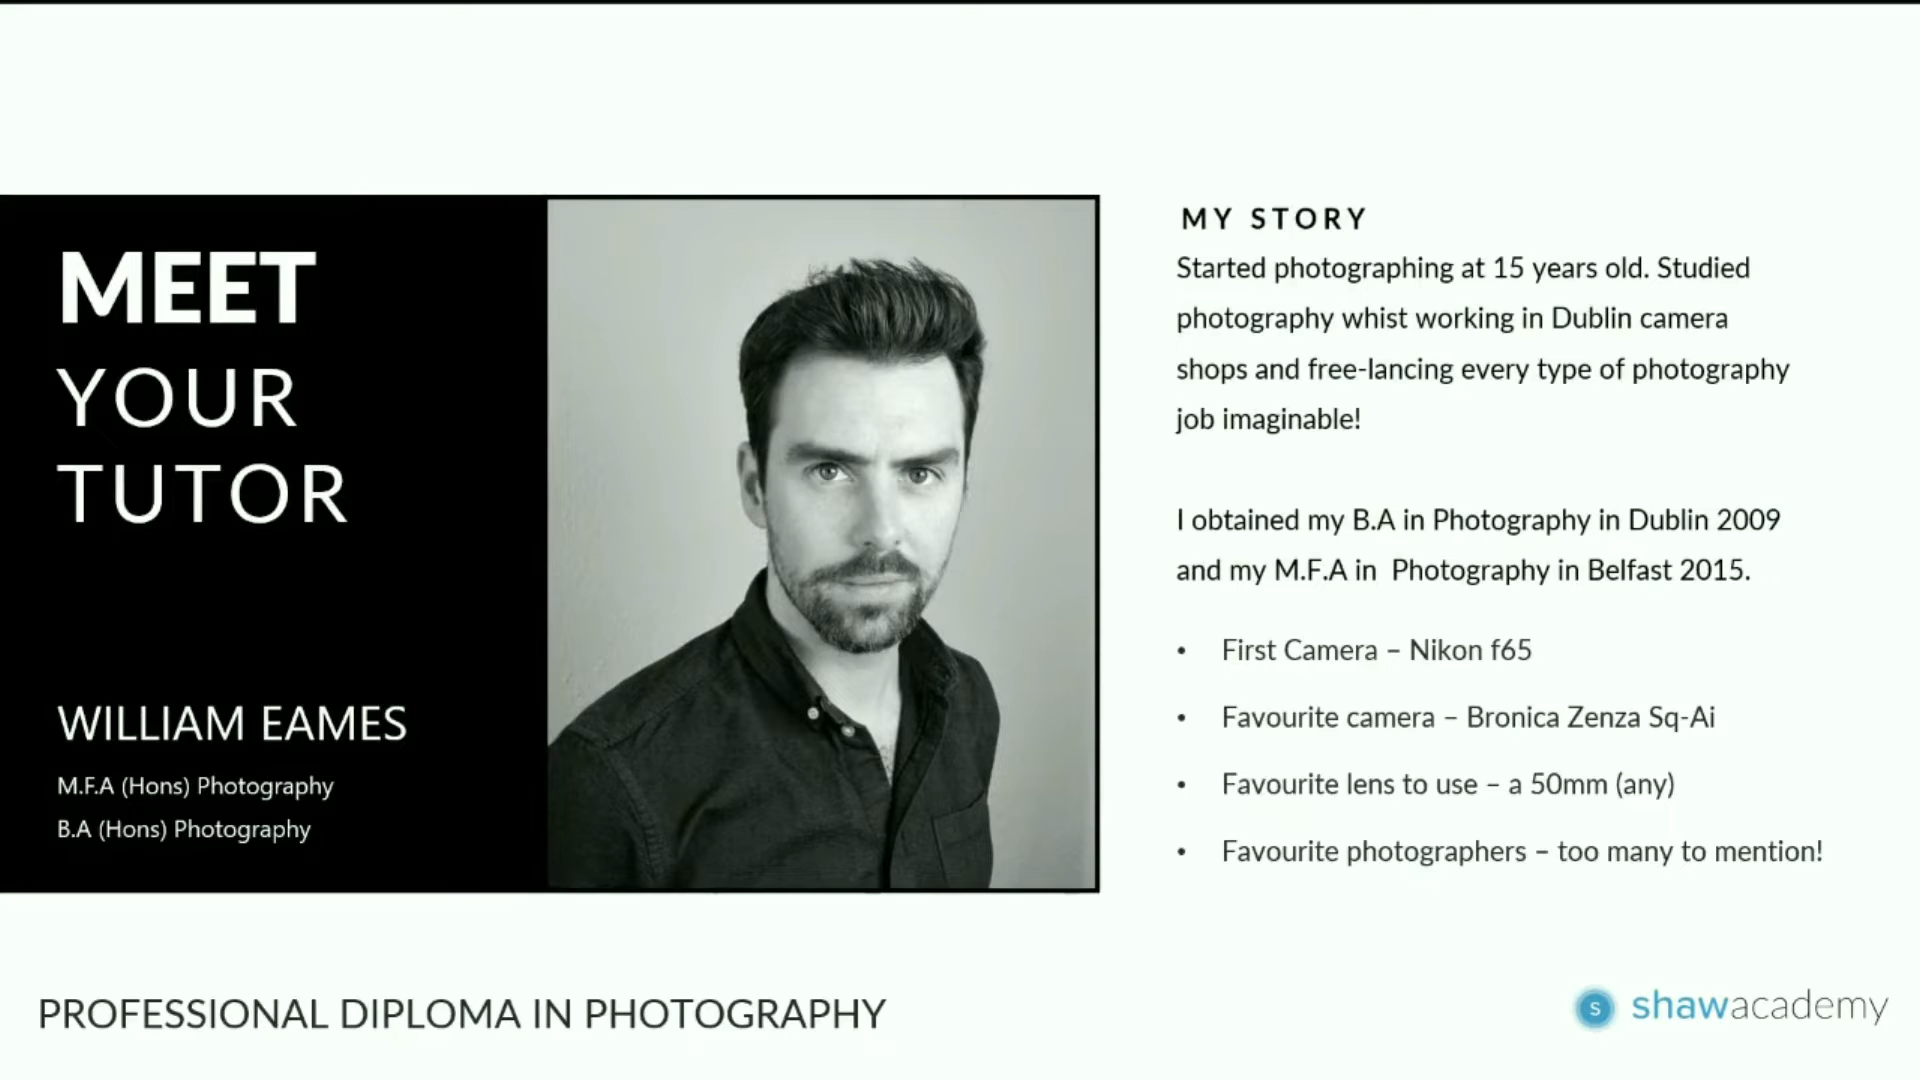 MEET
YOUR
TUTOR
WILLIAM EAMES
M.F.A (Hons) Photography
B.A (Hons) Photography
MY STORY
Started photographing at 15 years old. Studied
photography whist working in Dublin camera
shops and free-lancing every type of photography
job imaginable!
I obtained my B.A in Photography in Dublin 2009
and my M.F.A in  Photography in Belfast 2015.
• First Camera – Nikon f65
• Favourite camera – Bronica Zenza Sq-Ai
• Favourite lens to use – a 50mm (any)
• Favourite photographers – too many to mention!
PROFESSIONAL DIPLOMA IN PHOTOGRAPHY
s shawacademy